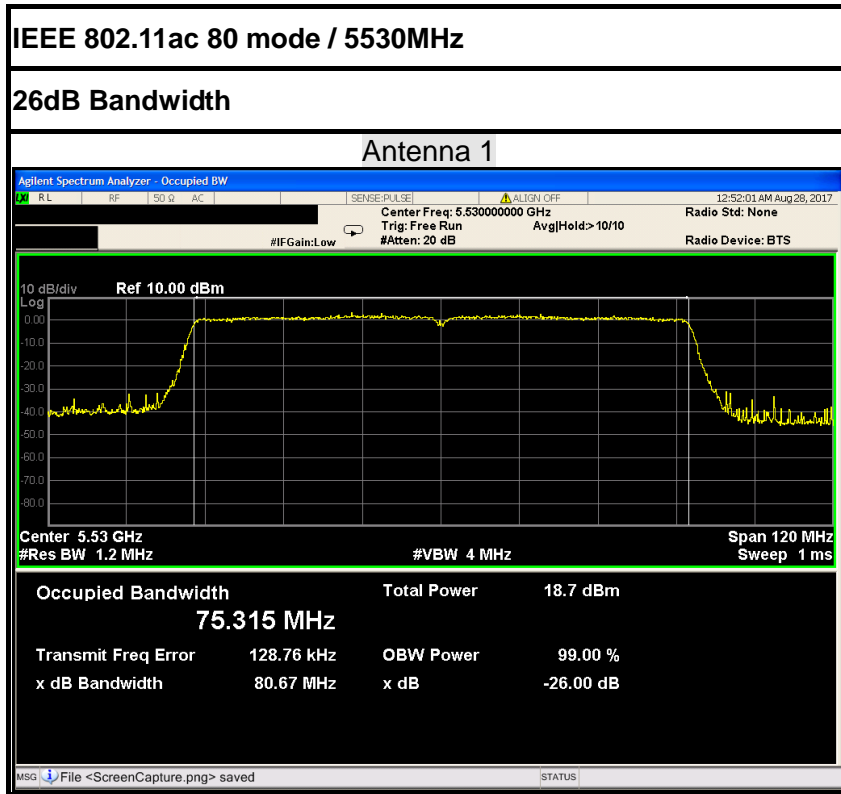 IEEE 802.11ac 80 mode / 5530MHz
26dB Bandwidth
Antenna 1
Agilent Spectrum Analyzer - Occupied BW
LXI RL RF 50 Ω AC SENSE:PULSE ALIGN OFF 12:52:01 AM Aug 28, 2017
Center Freq: 5.530000000 GHz Radio Std: None
Trig: Free Run Avg|Hold:> 10/10
#IFGain:Low #Atten: 20 dB Radio Device: BTS
10 dB/div Ref 10.00 dBm
Log
0.00
-10.0
-20.0
-30.0
-40.0
-50.0
-60.0
-70.0
-80.0
Center 5.53 GHz Span 120 MHz
#Res BW 1.2 MHz #VBW 4 MHz Sweep 1 ms
Occupied Bandwidth Total Power 18.7 dBm
75.315 MHz
Transmit Freq Error 128.76 kHz OBW Power 99.00 %
x dB Bandwidth 80.67 MHz x dB -26.00 dB
MSG File <ScreenCapture.png> saved STATUS